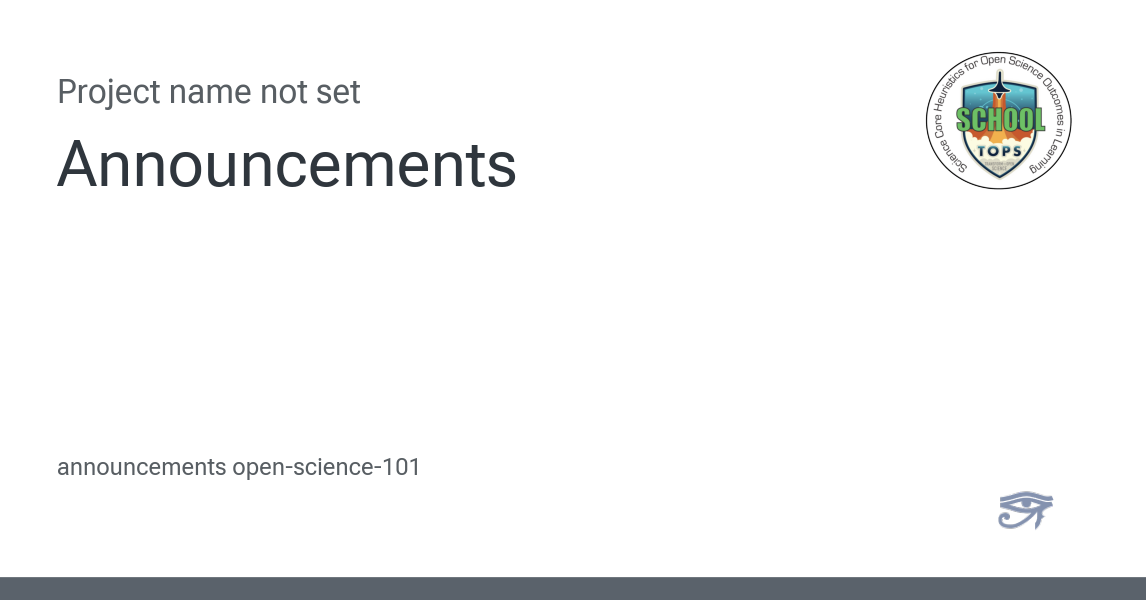 Project name not set
Announcements
Science Core Heuristics for Open Science Outcomes in Learning
SCHOOL
TOPS
announcements open-science-101